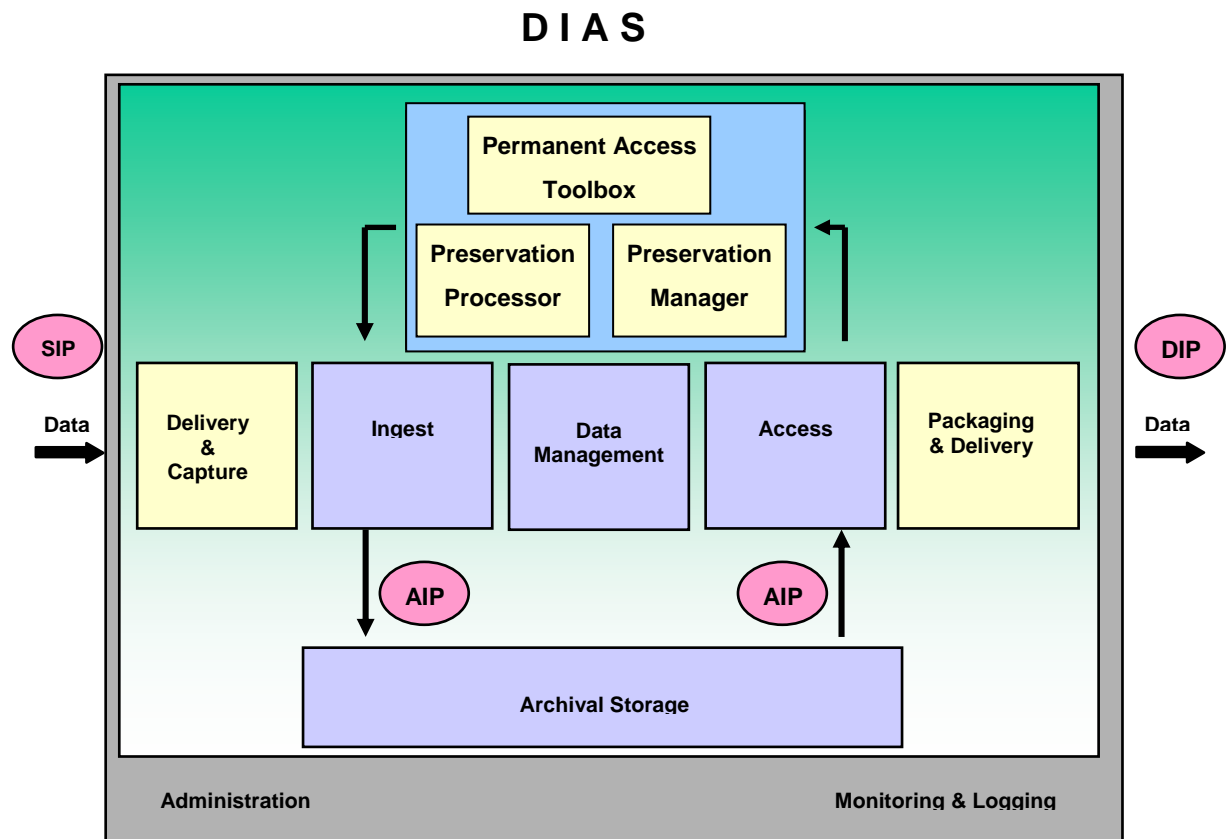 D I A S
Permanent Access
Toolbox
Preservation
Processor
Preservation
Manager
SIP
DIP
Data
Data
Delivery
&
Capture
Ingest
Data
Management
Access
Packaging
& Delivery
AIP
AIP
Archival Storage
Administration
Monitoring & Logging